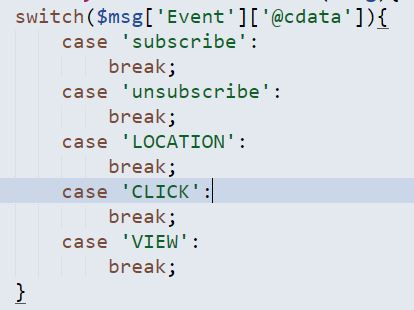 switch($msg['Event']['@cdata']){
    case 'subscribe':
        break;
    case 'unsubscribe':
        break;
    case 'LOCATION':
        break;
    case 'CLICK':
        break;
    case 'VIEW':
        break;
}